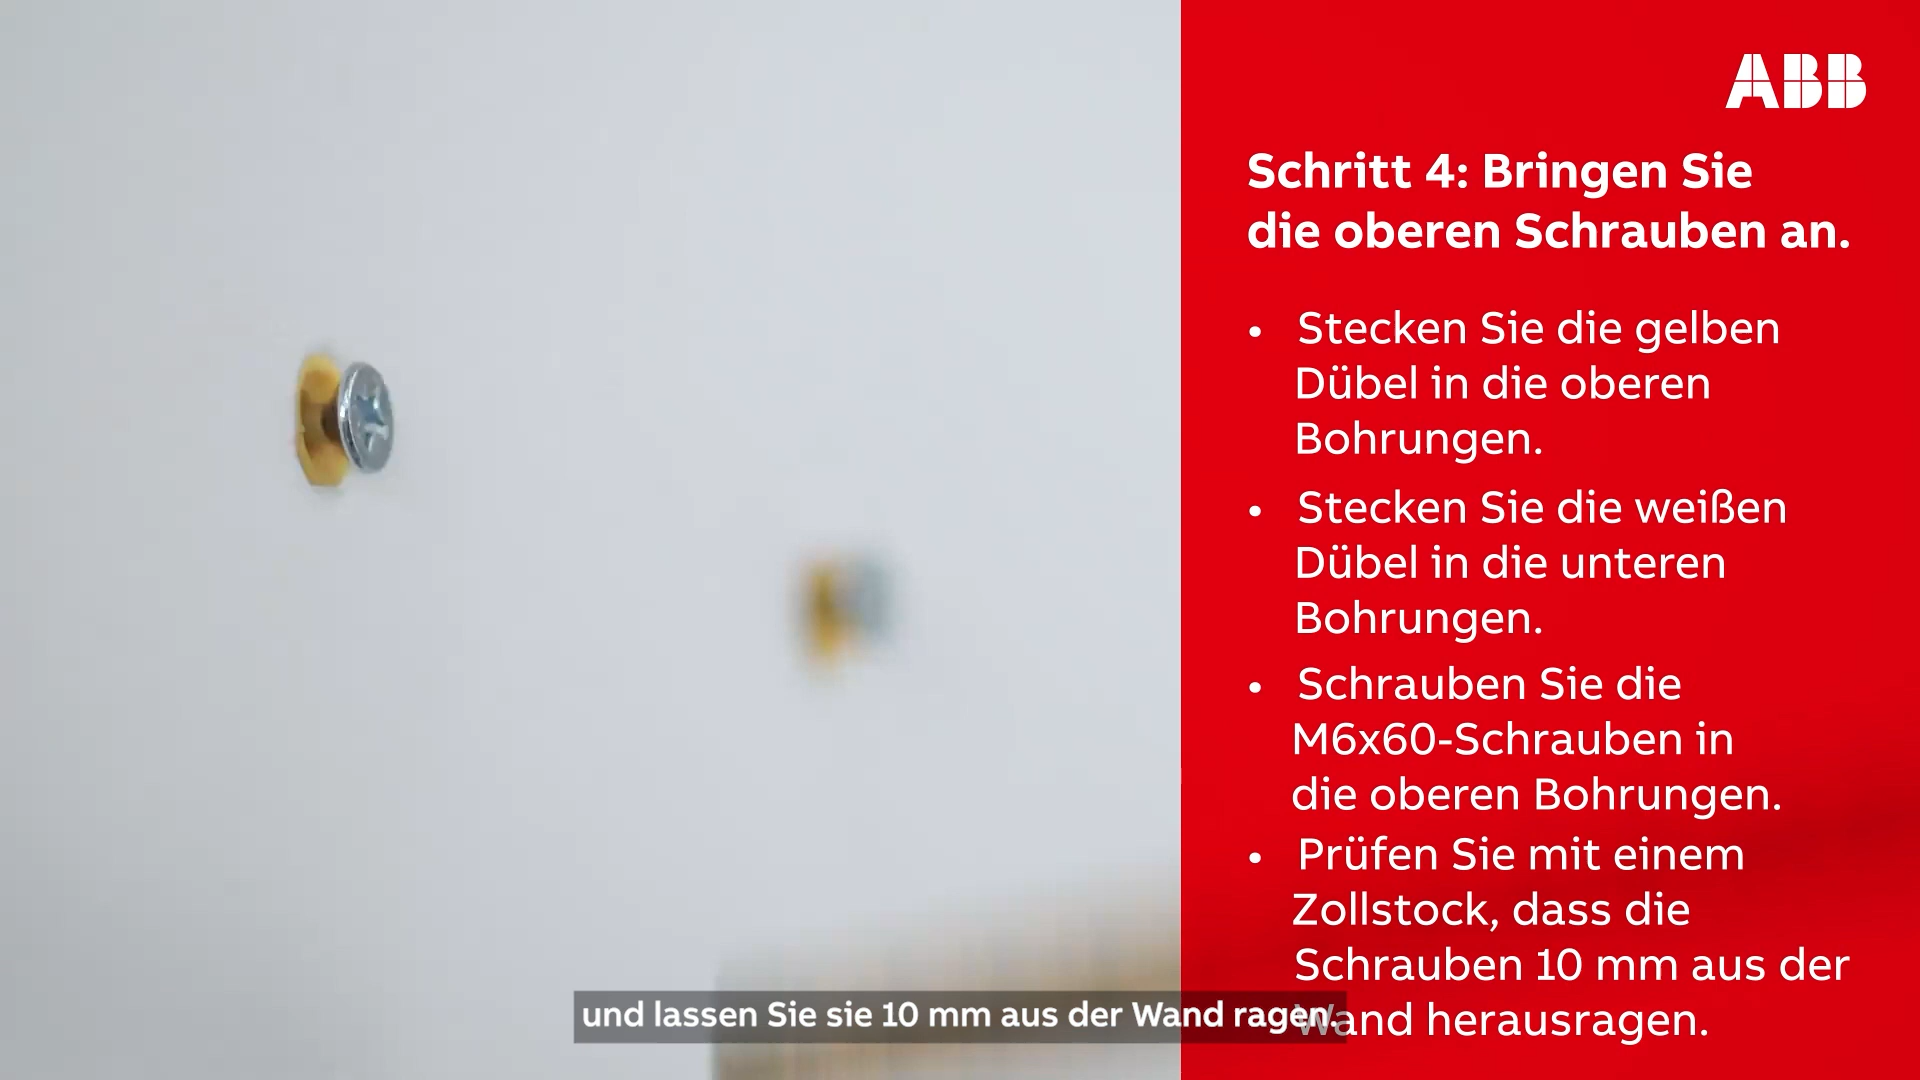 ABB
Schritt 4: Bringen Sie
die oberen Schrauben an.
• Stecken Sie die gelben
Dübel in die oberen
Bohrungen.
• Stecken Sie die weißen
Dübel in die unteren
Bohrungen.
• Schrauben Sie die
M6x60-Schrauben in
die oberen Bohrungen.
• Prüfen Sie mit einem
Zollstock, dass die
Schrauben 10 mm aus der
Wand herausragen.
und lassen Sie sie 10 mm aus der Wand ragen.